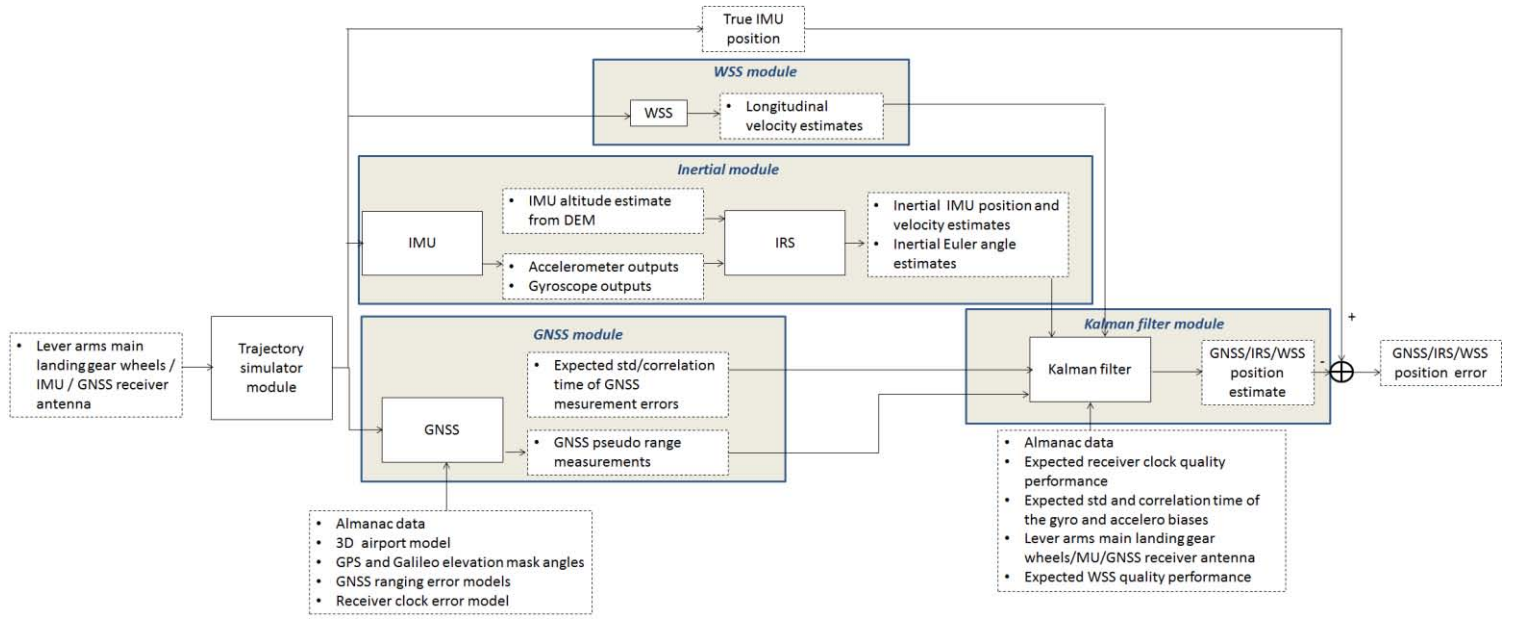 True IMU
position
WSS module
WSS
• Longitudinal
velocity estimates
Inertial module
IMU
• IMU altitude estimate
from DEM
• Accelerometer outputs
• Gyroscope outputs
IRS
• Inertial IMU position and
velocity estimates
• Inertial Euler angle
estimates
• Lever arms main
landing gear wheels /
IMU / GNSS receiver
antenna
Trajectory
simulator
module
GNSS module
GNSS
• Expected std/correlation
time of GNSS
mesurement errors
• GNSS pseudo range
measurements
• Almanac data
• 3D airport model
• GPS and Galileo elevation mask angles
• GNSS ranging error models
• Receiver clock error model
Kalman filter module
Kalman filter
GNSS/IRS/WSS
position
estimate
+
-
GNSS/IRS/WSS
position error
• Almanac data
• Expected receiver clock quality
performance
• Expected std and correlation time of
the gyro and accelero biases
• Lever arms main landing gear
wheels/MU/GNSS receiver antenna
• Expected WSS quality performance